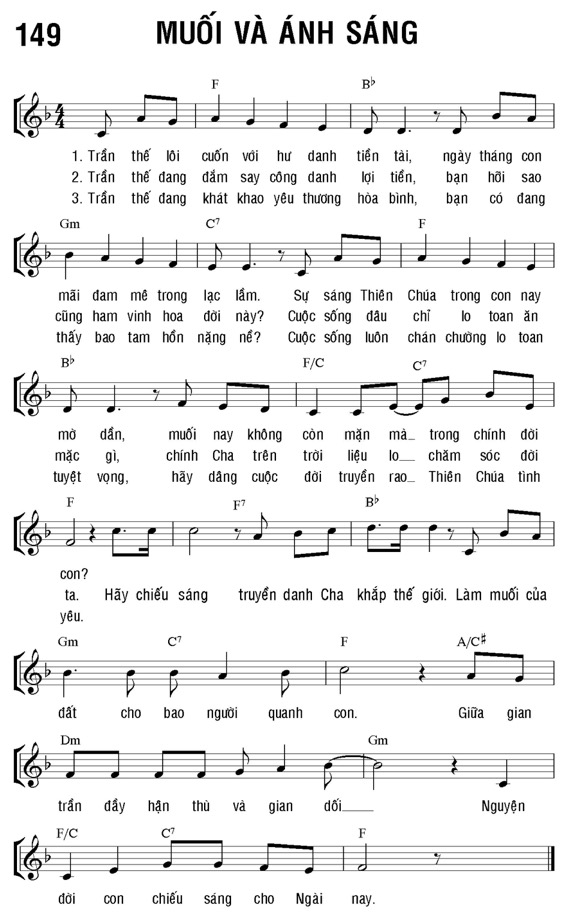 149 MUỐI VÀ ÁNH SÁNG
F B♭
4
4
1. Trần thế lôi cuốn với hư danh tiền tài, ngày tháng con
2. Trần thế đang đắm say công danh lợi tiền, bạn hỡi sao
3. Trần thế đang khát khao yêu thương hòa bình, bạn có đang
Gm C7 F
mãi đam mê trong lạc lầm. Sự sáng Thiên Chúa trong con nay
cũng ham vinh hoa đời này? Cuộc sống đâu chỉ lo toan ăn
thấy bao tam hồn nặng nề? Cuộc sống luôn chán chường lo toan
B♭ F/C C7
mờ dần, muối nay không còn mặn mà trong chính đời
mặc gì, chính Cha trên trời liệu lo chăm sóc đời
tuyệt vọng, hãy dâng cuộc đời truyền rao Thiên Chúa tình
F F7 B♭
con?
ta. Hãy chiếu sáng truyền danh Cha khắp thế giới. Làm muối của
yêu.
Gm C7 F A/C♯
đất cho bao người quanh con. Giữa gian
Dm Gm
trần đầy hận thù và gian dối Nguyện
F/C C7 F
đời con chiếu sáng cho Ngài nay.